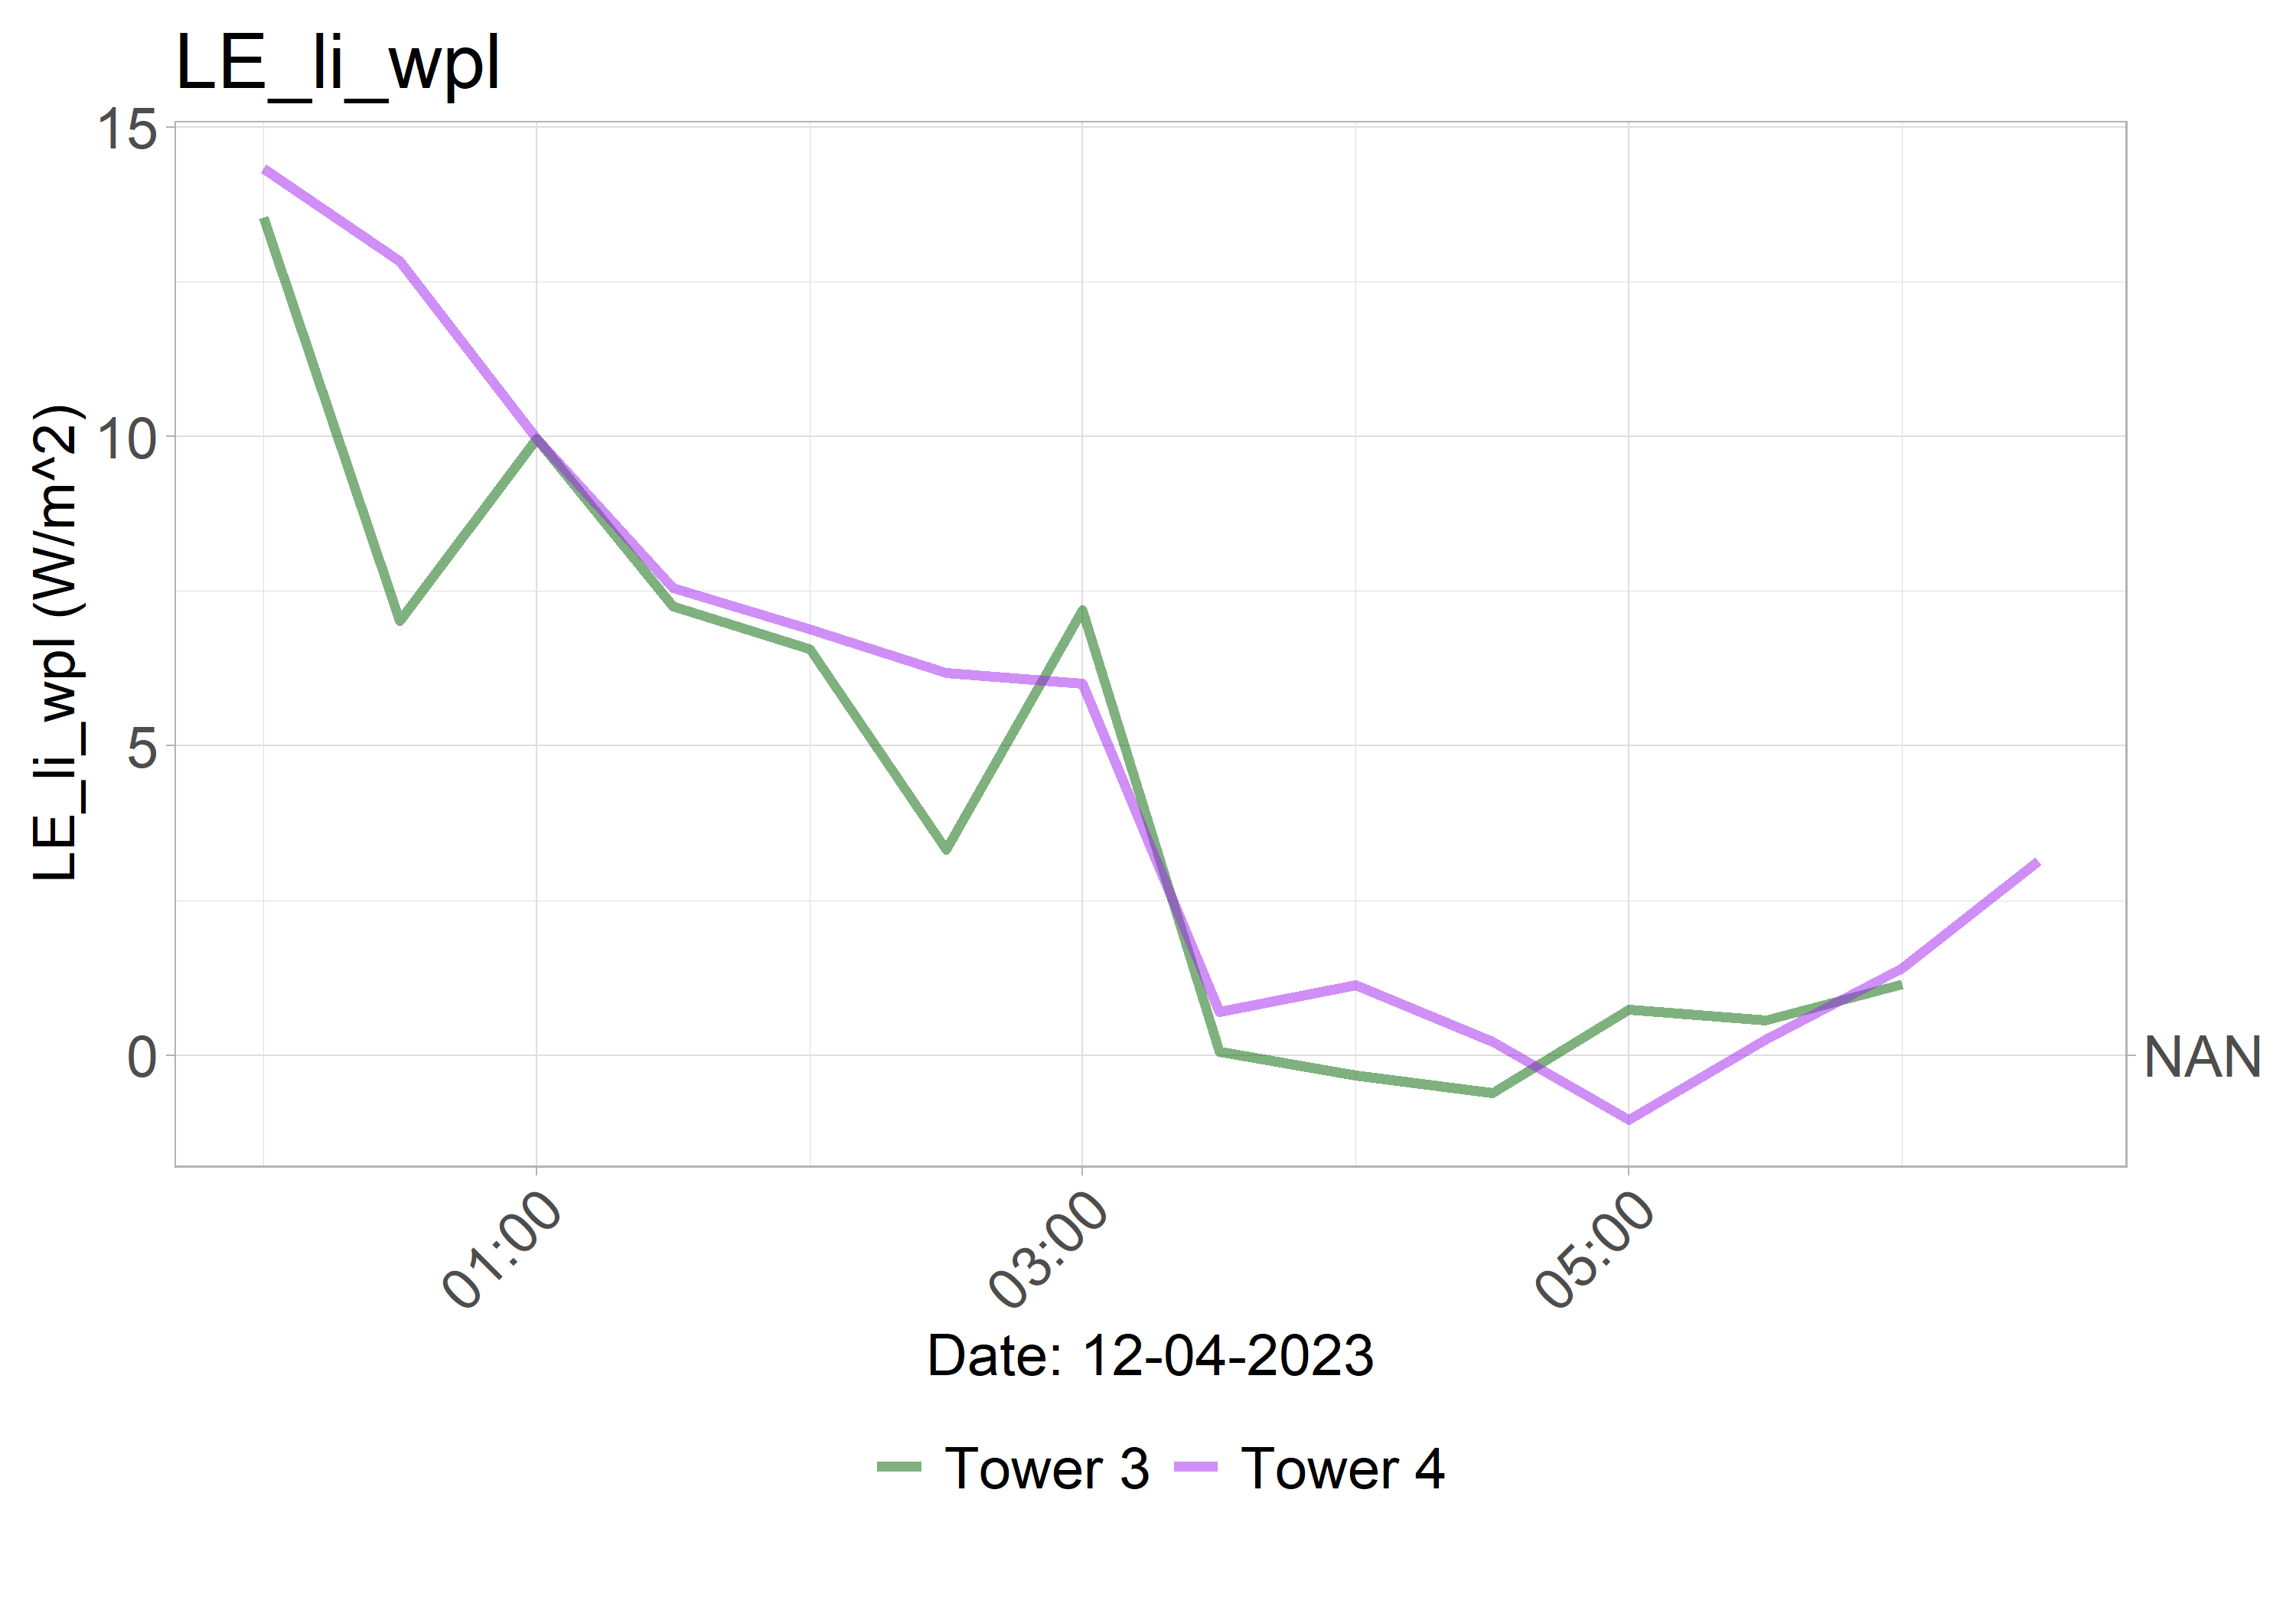 LE_li_wpl
LE_li_wpl (W/m^2)
15
10
5
0
NAN
01:00
03:00
05:00
Date: 12-04-2023
Tower 3
Tower 4